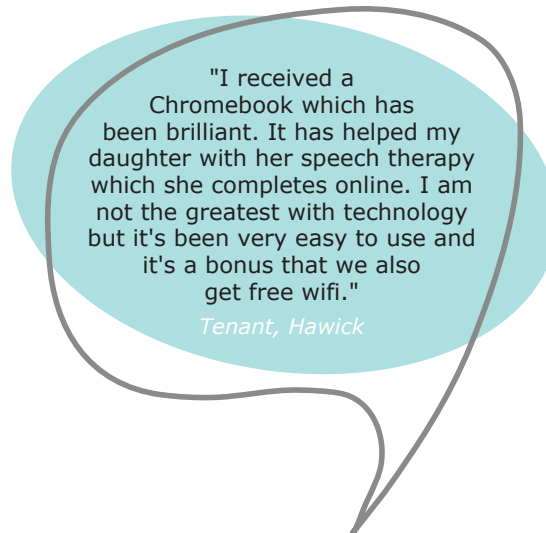 "I received a
Chromebook which has
been brilliant. It has helped my
daughter with her speech therapy
which she completes online. I am
not the greatest with technology
but it's been very easy to use and
it's a bonus that we also
get free wifi."
Tenant, Hawick